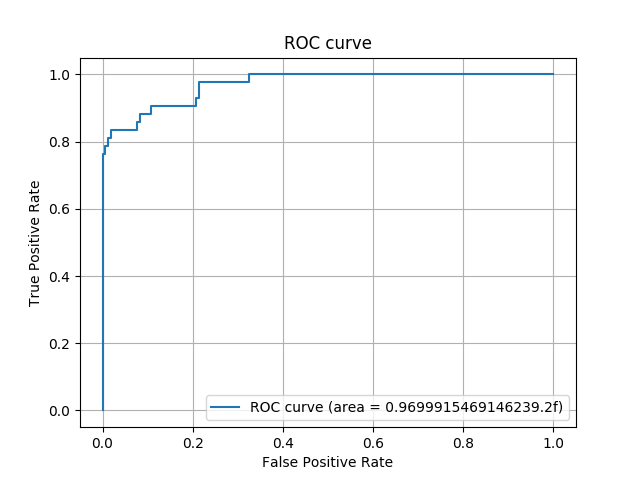 ROC curve
1.0
0.8
0.6
0.4
0.2
0.0
True Positive Rate
ROC curve (area = 0.9699915469146239.2f)
0.0 0.2 0.4 0.6 0.8 1.0
False Positive Rate